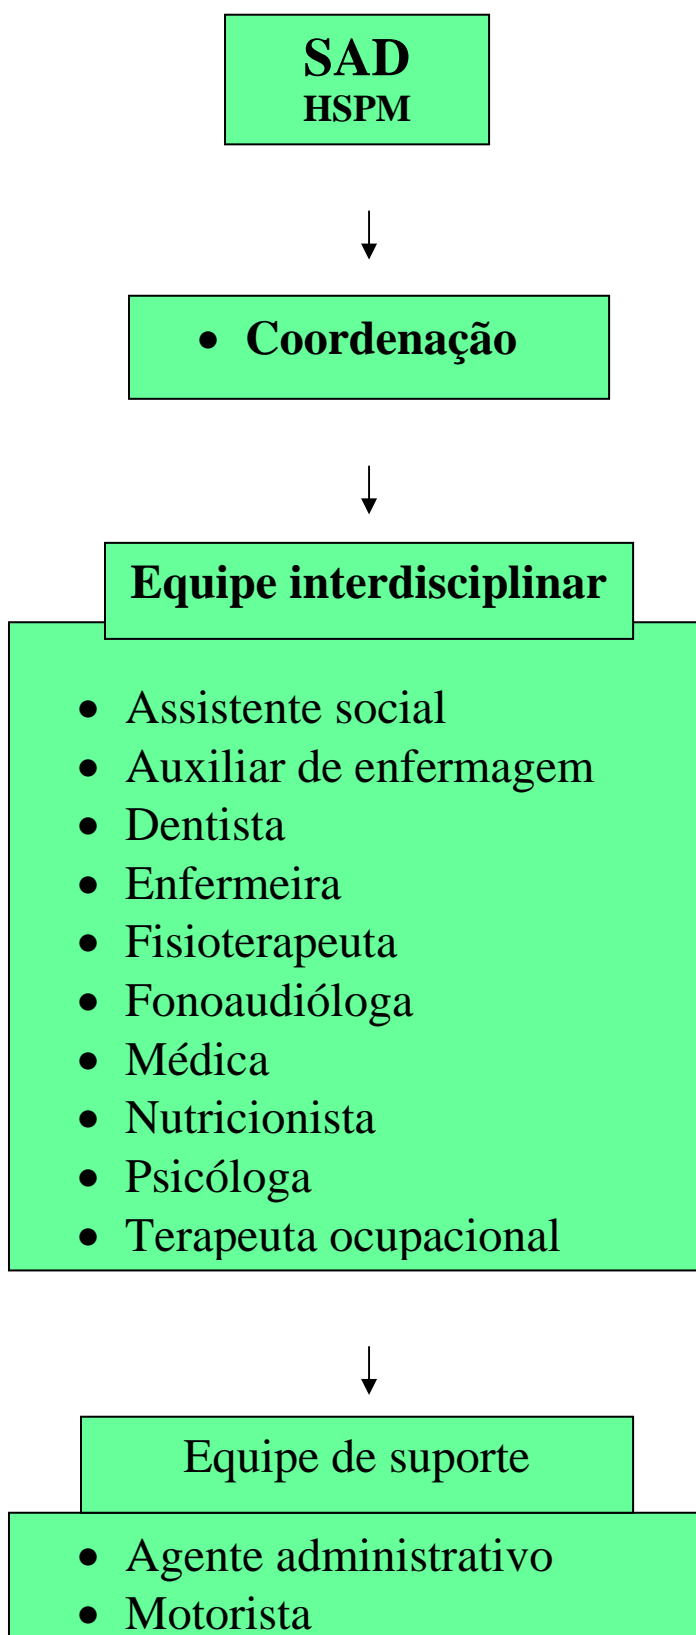 SAD
HSPM
• Coordenação
Equipe interdisciplinar
• Assistente social
• Auxiliar de enfermagem
• Dentista
• Enfermeira
• Fisioterapeuta
• Fonoaudióloga
• Médica
• Nutricionista
• Psicóloga
• Terapeuta ocupacional
Equipe de suporte
• Agente administrativo
• Motorista